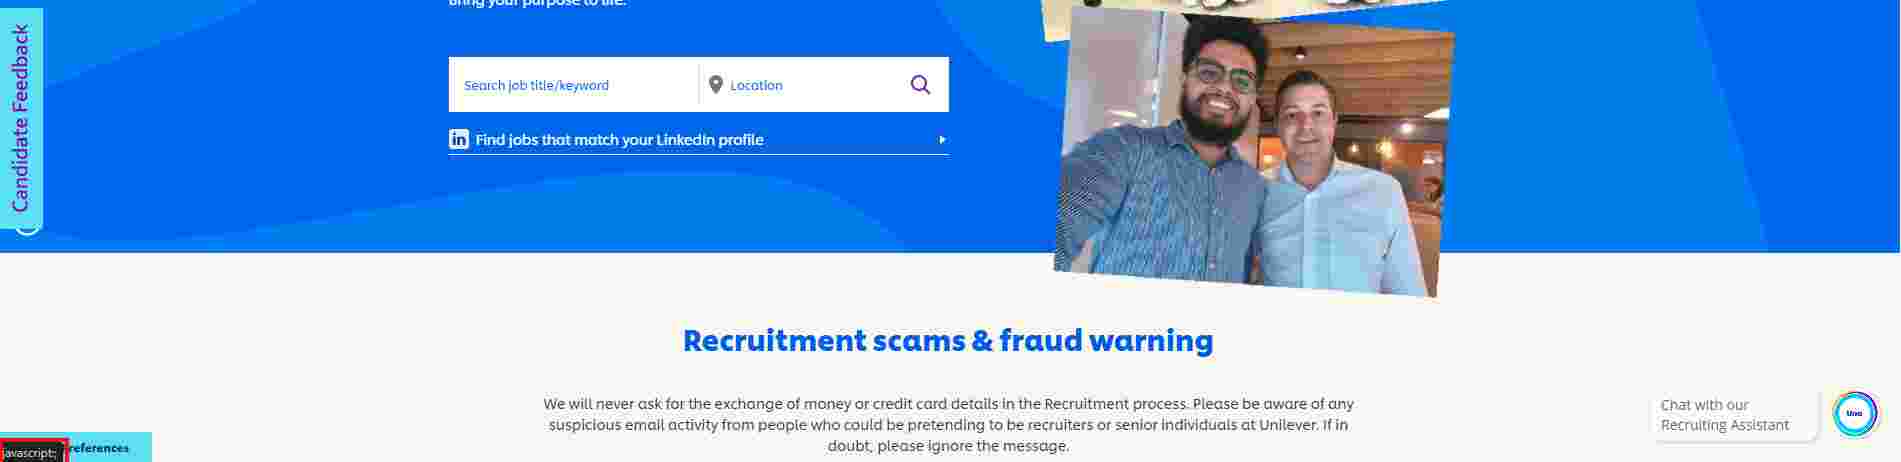 Bring your purpose to life.
Candidate Feedback
Search job title/keyword
Location
in Find jobs that match your LinkedIn profile
Recruitment scams & fraud warning
We will never ask for the exchange of money or credit card details in the Recruitment process. Please be aware of any
suspicious email activity from people who could be pretending to be recruiters or senior individuals at Unilever. If in
doubt, please ignore the message.
Chat with our
Recruiting Assistant
Una
javascript:; references